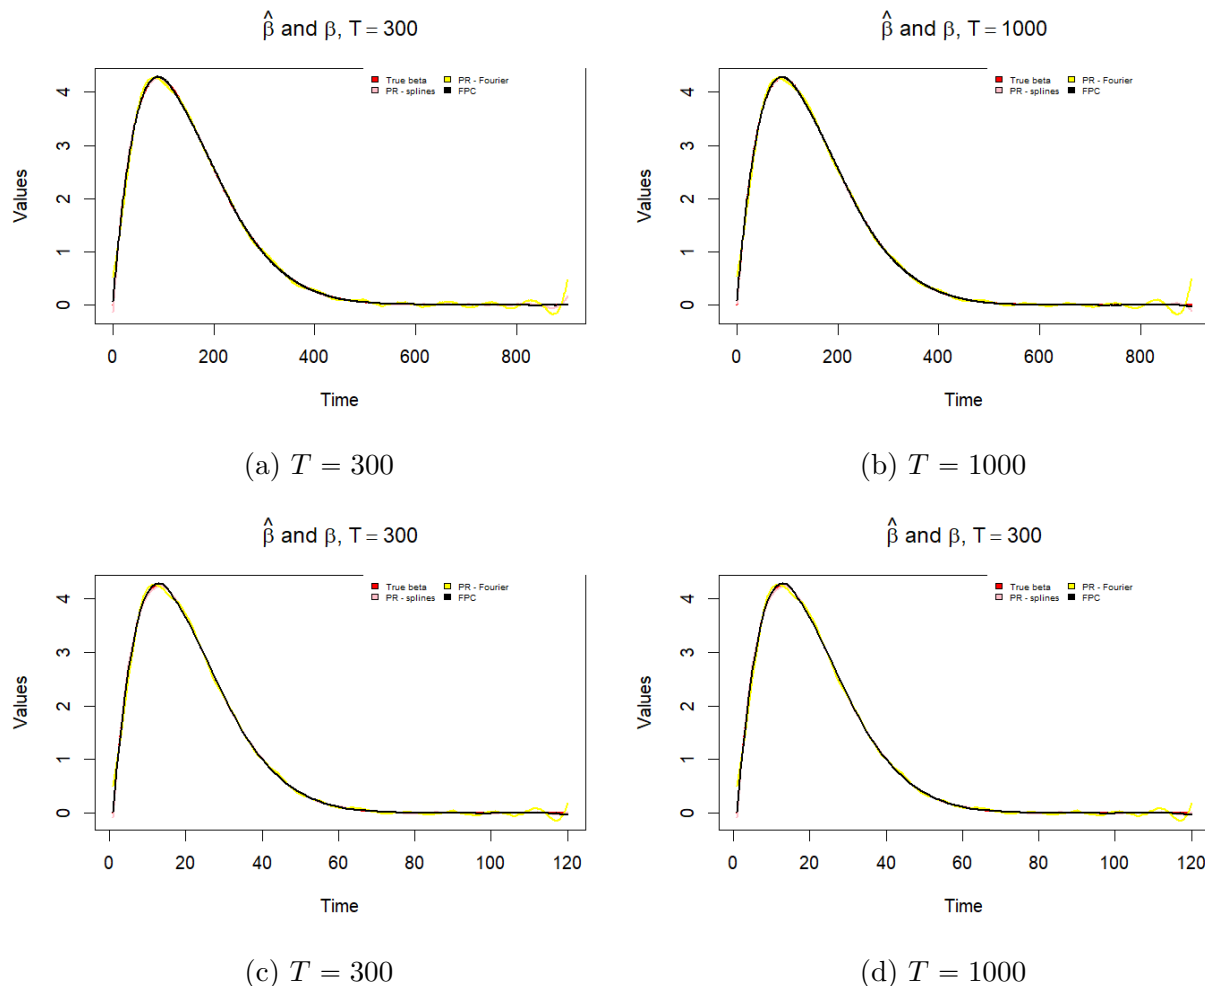 β̂ and β, T = 300
True beta PR - Fourier
PR - splines FPC
Values
4
3
2
1
0
0 200 400 600 800
Time
(a) T = 300
β̂ and β, T = 1000
True beta PR - Fourier
PR - splines FPC
Values
4
3
2
1
0
0 200 400 600 800
Time
(b) T = 1000
β̂ and β, T = 300
True beta PR - Fourier
PR - splines FPC
Values
4
3
2
1
0
0 20 40 60 80 100 120
Time
(c) T = 300
β̂ and β, T = 300
True beta PR - Fourier
PR - splines FPC
Values
4
3
2
1
0
0 20 40 60 80 100 120
Time
(d) T = 1000